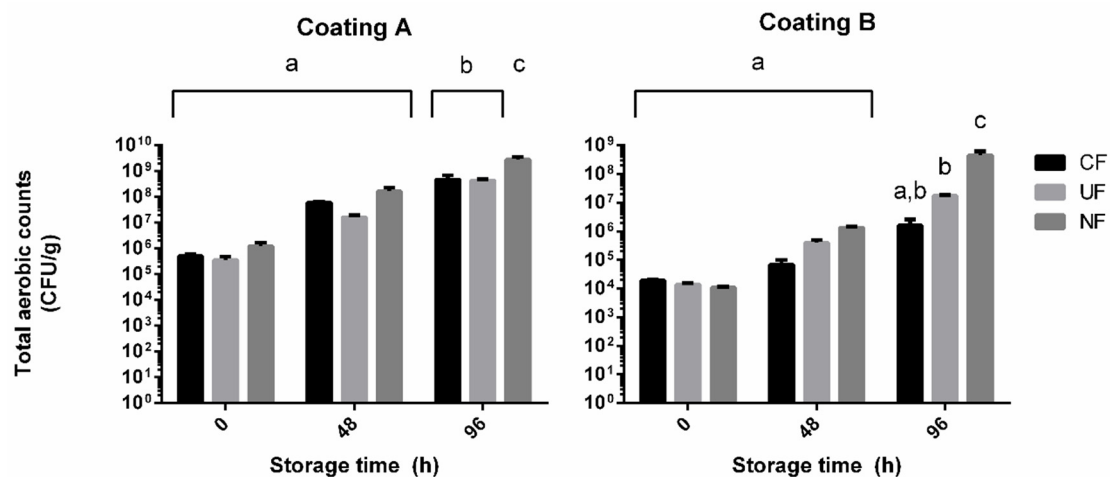 Coating A
Coating B
a
b
c
a
c
b
a,b
Total aerobic counts
(CFU/g)
10^10
10^9
10^8
10^7
10^6
10^5
10^4
10^3
10^2
10^1
10^0
0
48
96
Storage time (h)
10^9
10^8
10^7
10^6
10^5
10^4
10^3
10^2
10^1
10^0
0
48
96
Storage time (h)
CF
UF
NF